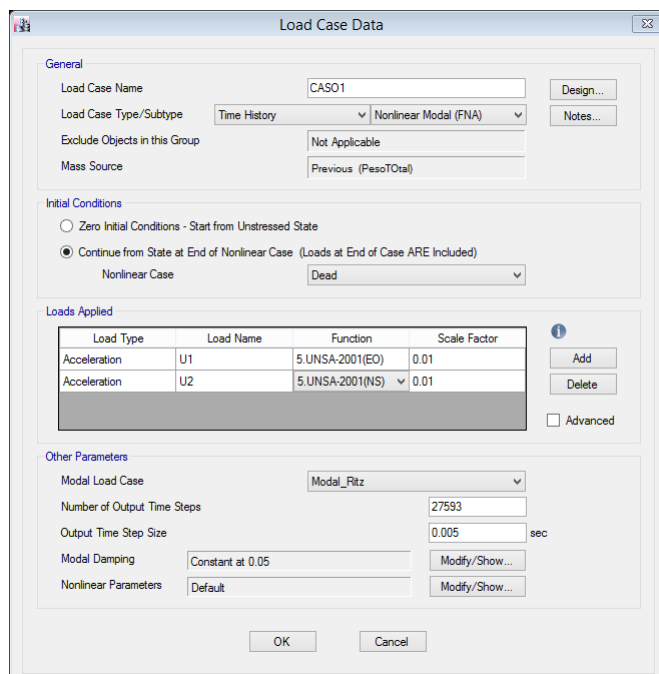 Load Case Data
General
Load Case Name
CASO1
Design...
Load Case Type/Subtype
Time History
Nonlinear Modal (FNA)
Notes...
Exclude Objects in this Group
Not Applicable
Mass Source
Previous (PesoTOtal)
Initial Conditions
Zero Initial Conditions - Start from Unstressed State
Continue from State at End of Nonlinear Case (Loads at End of Case ARE Included)
Nonlinear Case
Dead
Loads Applied
Load Type Load Name Function Scale Factor
Acceleration U1 5.UNSA-2001(EO) 0.01
Acceleration U2 5.UNSA-2001(NS) 0.01
Add
Delete
Advanced
Other Parameters
Modal Load Case
Modal_Ritz
Number of Output Time Steps
27593
Output Time Step Size
0.005 sec
Modal Damping
Constant at 0.05
Modify/Show...
Nonlinear Parameters
Default
Modify/Show...
OK
Cancel